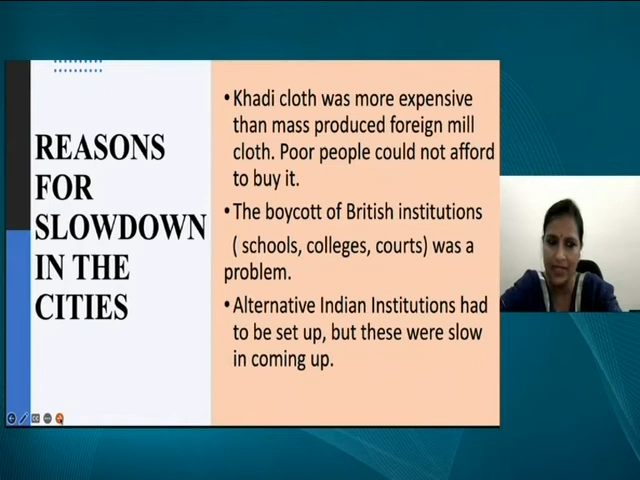 REASONS
FOR
SLOWDOWN
IN THE
CITIES
•Khadi cloth was more expensive
than mass produced foreign mill
cloth. Poor people could not afford
to buy it.
•The boycott of British institutions
( schools, colleges, courts) was a
problem.
•Alternative Indian Institutions had
to be set up, but these were slow
in coming up.